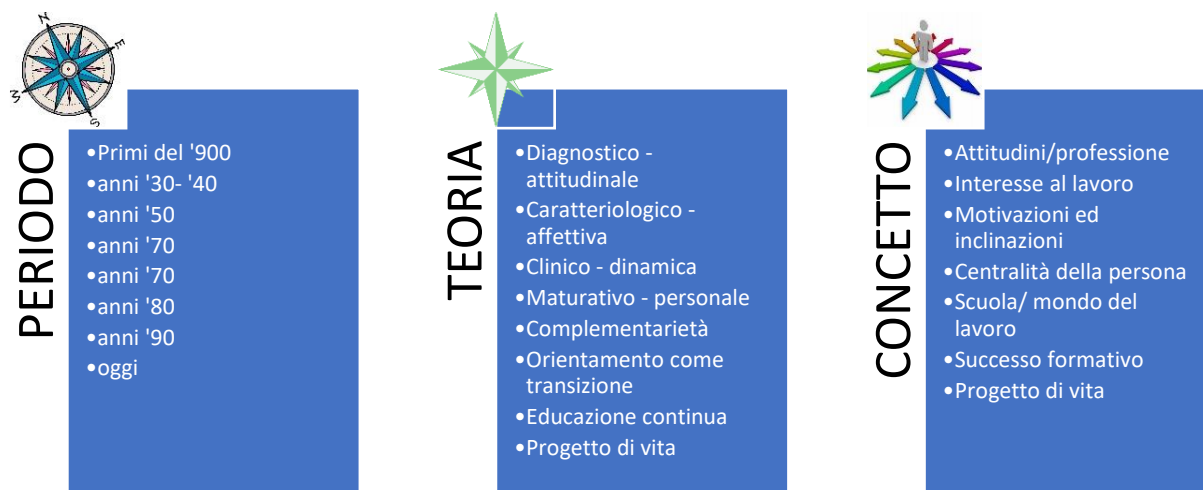 N
E
S
W
PERIODO
•Primi del '900
•anni '30- '40
•anni '50
•anni '70
•anni '70
•anni '80
•anni '90
•oggi
TEORIA
•Diagnostico -
attitudinale
•Caratteriologico -
affettiva
•Clinico - dinamica
•Maturativo - personale
•Complementarietà
•Orientamento come
transizione
•Educazione continua
•Progetto di vita
CONCETTO
•Attitudini/professione
•Interesse al lavoro
•Motivazioni ed
inclinazioni
•Centralità della persona
•Scuola/ mondo del
lavoro
•Successo formativo
•Progetto di vita